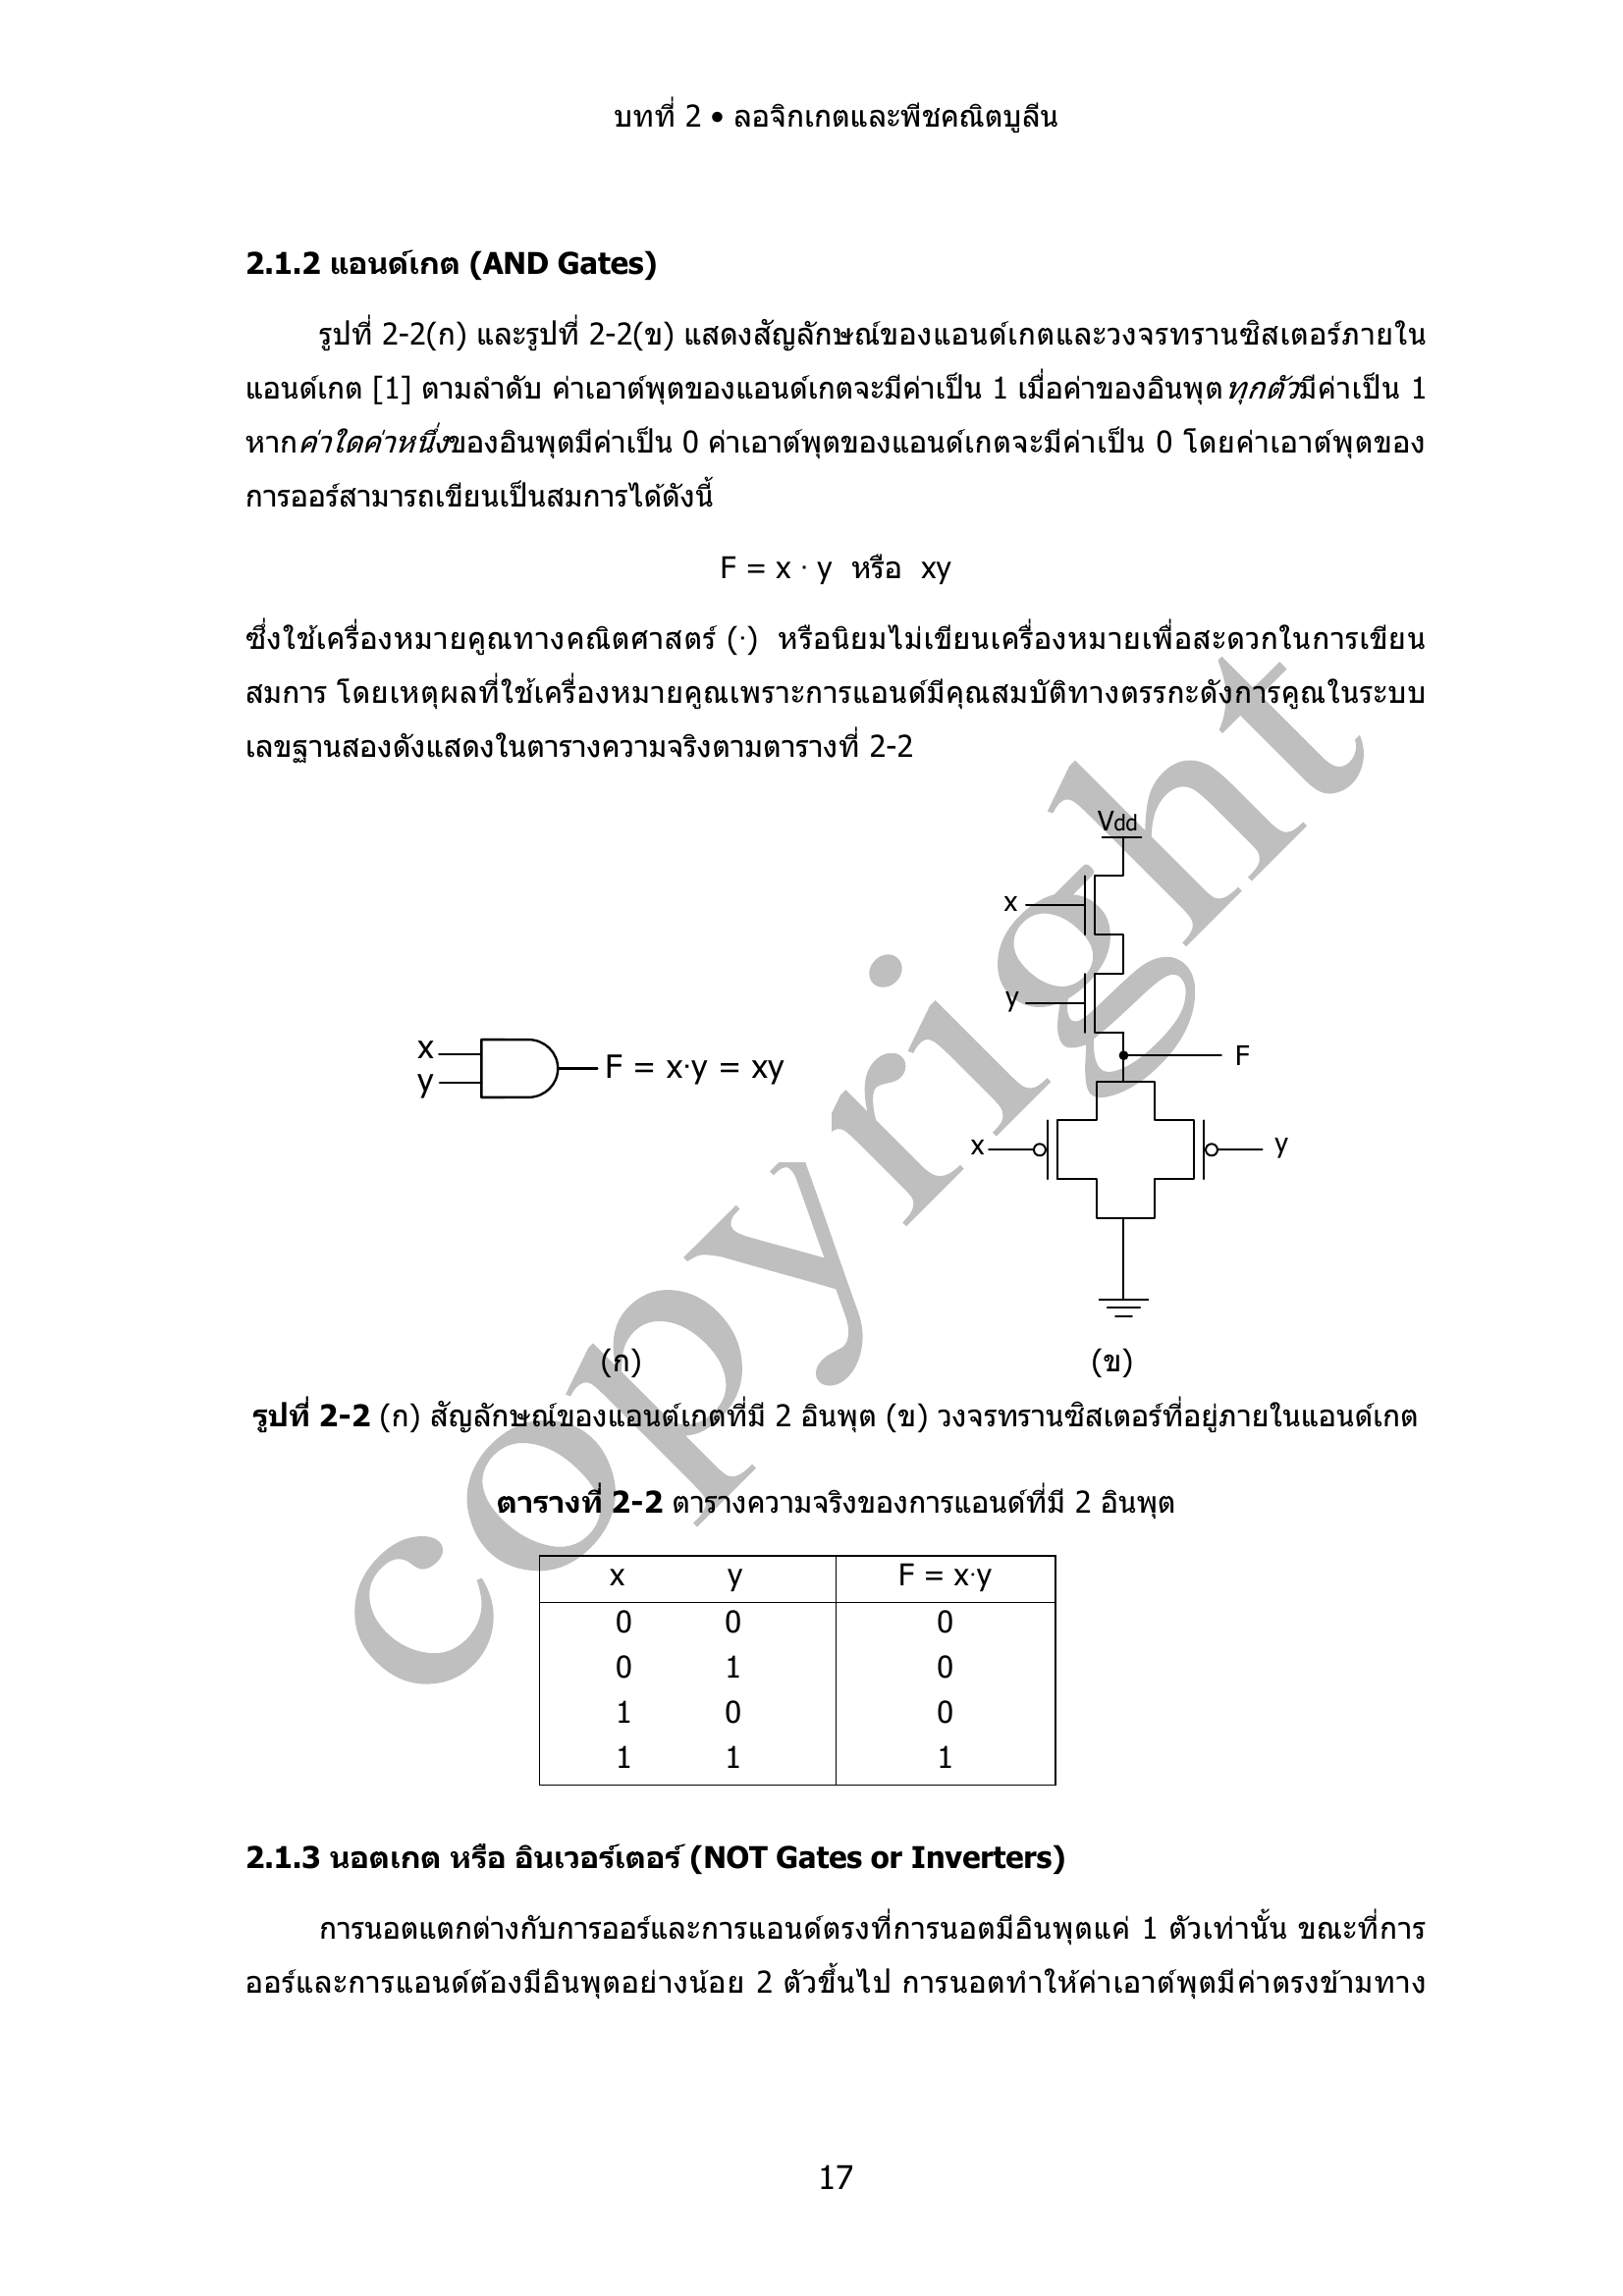 บทที่ 2 • ลอจิกเกตและพีชคณิตบูลีน
2.1.2 แอนด์เกต (AND Gates)
รูปที่ 2-2(ก) และรูปที่ 2-2(ข) แสดงสัญลักษณ์ของแอนด์เกตและวงจรทรานซิสเตอร์ภายใน
แอนด์เกต [1] ตามลำดับ ค่าเอาต์พุตของแอนด์เกตจะมีค่าเป็น 1 เมื่อค่าของอินพุตทุกตัวมีค่าเป็น 1
หากค่าใดค่าหนึ่งของอินพุตมีค่าเป็น 0 ค่าเอาต์พุตของแอนด์เกตจะมีค่าเป็น 0 โดยค่าเอาต์พุตของ
การออร์สามารถเขียนเป็นสมการได้ดังนี้
F = x · y หรือ xy
ซึ่งใช้เครื่องหมายคูณทางคณิตศาสตร์ (·) หรือนิยมไม่เขียนเครื่องหมายเพื่อสะดวกในการเขียน
สมการ โดยเหตุผลที่ใช้เครื่องหมายคูณเพราะการแอนด์มีคุณสมบัติทางตรรกะดังการคูณในระบบ
เลขฐานสองดังแสดงในตารางความจริงตามตารางที่ 2-2
Vdd
x
y
F
x
y
F = x·y = xy
x
y
(ก)
(ข)
รูปที่ 2-2 (ก) สัญลักษณ์ของแอนด์เกตที่มี 2 อินพุต (ข) วงจรทรานซิสเตอร์ที่อยู่ภายในแอนด์เกต
ตารางที่ 2-2 ตารางความจริงของการแอนด์ที่มี 2 อินพุต
x y F = x·y
0 0 0
0 1 0
1 0 0
1 1 1
2.1.3 นอตเกต หรือ อินเวอร์เตอร์ (NOT Gates or Inverters)
การนอตแตกต่างกับการออร์และการแอนด์ตรงที่การนอตมีอินพุตแค่ 1 ตัวเท่านั้น ขณะที่การ
ออร์และการแอนด์ต้องมีอินพุตอย่างน้อย 2 ตัวขึ้นไป การนอตทำให้ค่าเอาต์พุตมีค่าตรงข้ามทาง
17
copyright